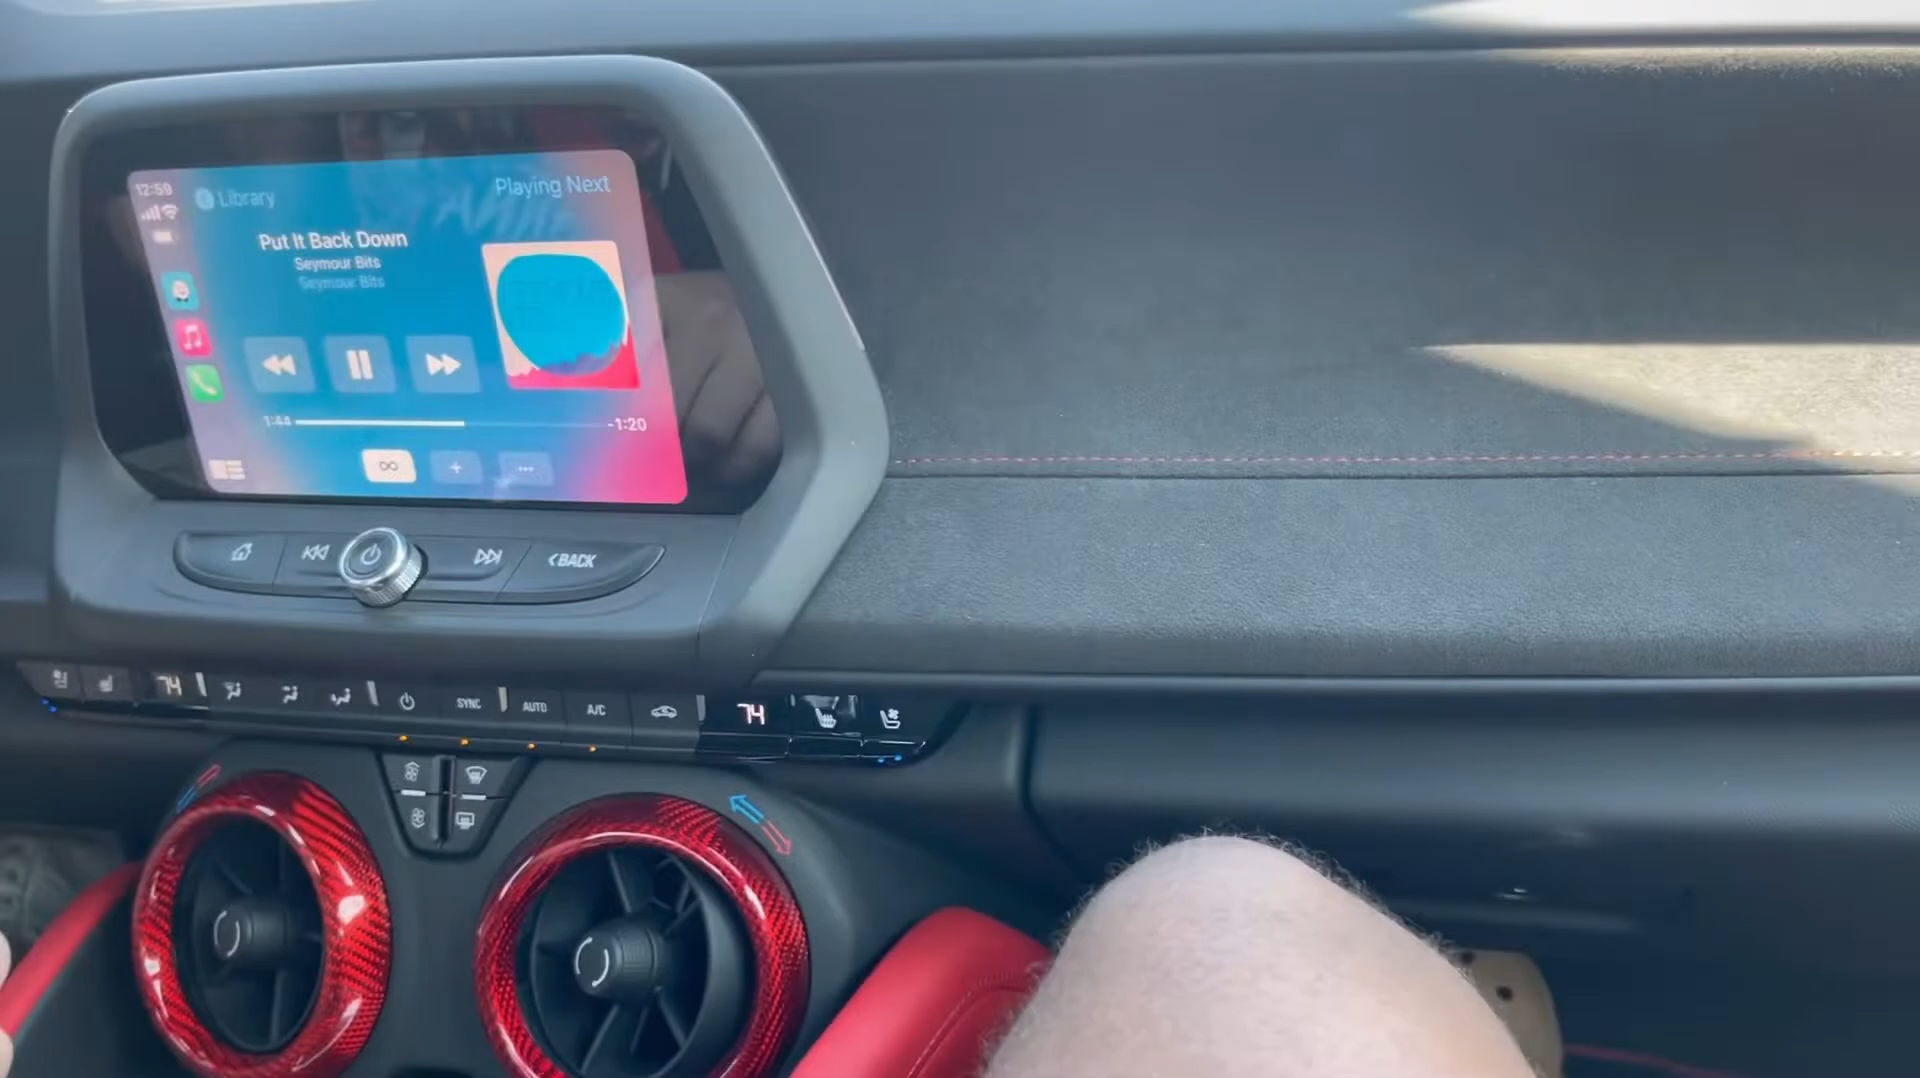 12:59
Library
Playing Next
Put It Back Down
Seymour Bits
Seymour Bits
1:44
-1:20
<BACK
74
SYNC
AUTO
A/C
74